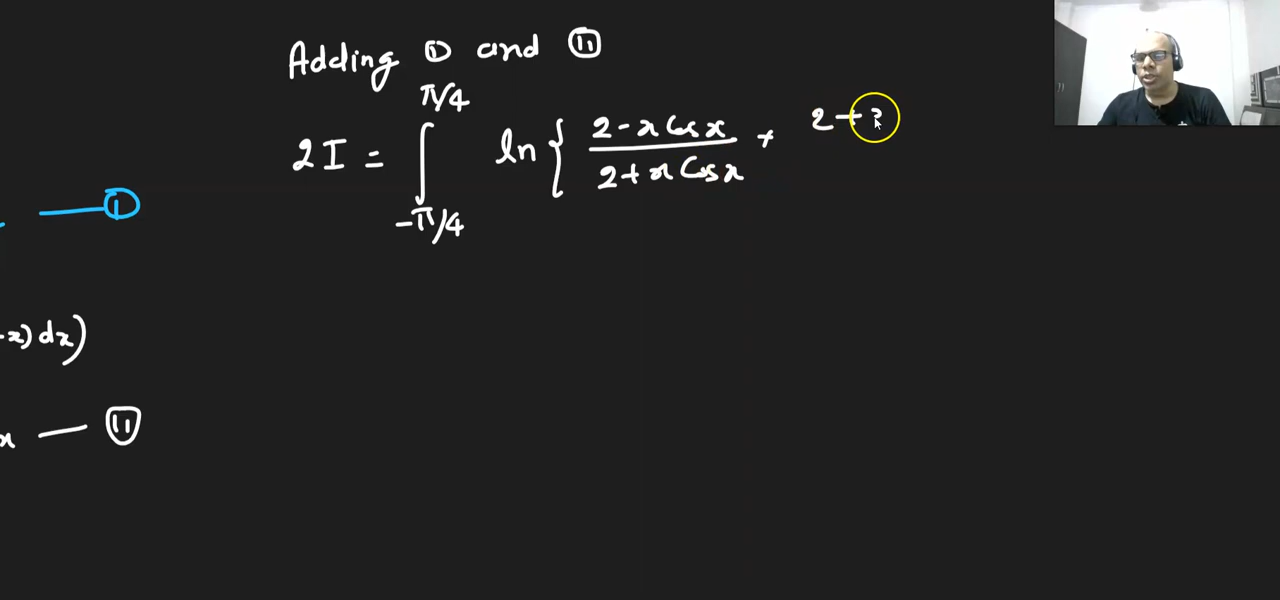 Adding ① and ⑪
2I = ∫_{-π/4}^{π/4} ln { (2 - x Cos x)/(2 + x Cos x) + 2 +
— ①
x) dx)
x — ⑪